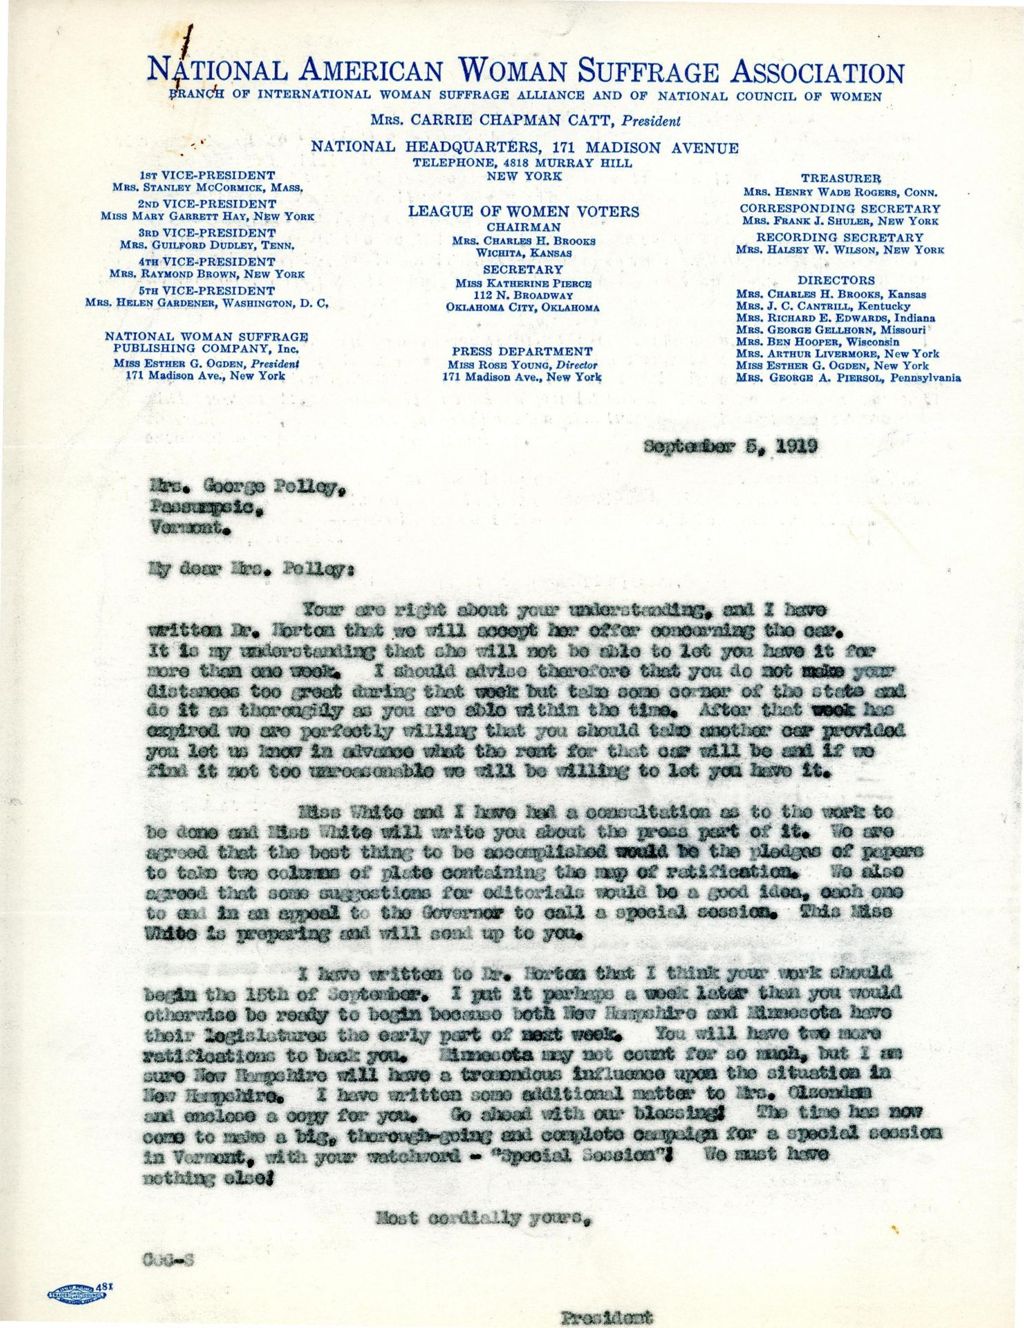 NATIONAL AMERICAN WOMAN SUFFRAGE ASSOCIATION
BRANCH OF INTERNATIONAL WOMAN SUFFRAGE ALLIANCE AND OF NATIONAL COUNCIL OF WOMEN
MRS. CARRIE CHAPMAN CATT, President
NATIONAL HEADQUARTERS, 171 MADISON AVENUE
TELEPHONE, 4818 MURRAY HILL
NEW YORK
1ST VICE-PRESIDENT
MRS. STANLEY MCCORMICK, MASS.
2ND VICE-PRESIDENT
MISS MARY GARRETT HAY, NEW YORK
3RD VICE-PRESIDENT
MRS. GUILFORD DUDLEY, TENN.
4TH VICE-PRESIDENT
MRS. RAYMOND BROWN, NEW YORK
5TH VICE-PRESIDENT
MRS. HELEN GARDENER, WASHINGTON, D. C.
NATIONAL WOMAN SUFFRAGE
PUBLISHING COMPANY, Inc.
MISS ESTHER G. OGDEN, President
171 Madison Ave., New York
LEAGUE OF WOMEN VOTERS
CHAIRMAN
MRS. CHARLES H. BROOKS
WICHITA, KANSAS
SECRETARY
MISS KATHERINE PIERCE
112 N. BROADWAY
OKLAHOMA CITY, OKLAHOMA
PRESS DEPARTMENT
MISS ROSE YOUNG, Director
171 Madison Ave., New York
TREASURER
MRS. HENRY WADE ROGERS, CONN.
CORRESPONDING SECRETARY
MRS. FRANK J. SHULER, NEW YORK
RECORDING SECRETARY
MRS. HALSEY W. WILSON, NEW YORK
DIRECTORS
MRS. CHARLES H. BROOKS, Kansas
MRS. J. C. CANTRILL, Kentucky
MRS. RICHARD E. EDWARDS, Indiana
MRS. GEORGE GELLHORN, Missouri
MRS. BEN HOOPER, Wisconsin
MRS. ARTHUR LIVERMORE, New York
MISS ESTHER G. OGDEN, New York
MRS. GEORGE A. PIERSOL, Pennsylvania
September 5, 1919
Mrs. George Polley,
Passumpsic,
Vermont.
My dear Mrs. Polley:
Your are right about your understanding, and I have
written Dr. Horton that we will accept her offer concerning the car.
It is my understanding that she will not be able to let you have it for
more than one week. I should advise therefore that you do not make your
distances too great during that week but take some corner of the state and
do it as thoroughly as you are able within the time. After that week has
expired we are perfectly willing that you should take another car provided
you let us know in advance what the rent for that car will be and if we
find it not too unreasonable we will be willing to let you have it.
Miss White and I have had a consultation as to the work to
be done and Miss White will write you about the press part of it. We are
agreed that the best thing to be accomplished would be the pledges of papers
to take two columns of plate containing the map of ratification. We also
agreed that some suggestions for editorials would be a good idea, each one
to end in an appeal to the Governor to call a special session. This Miss
White is preparing and will send up to you.
I have written to Dr. Horton that I think your work should
begin the 15th of September. I put it perhaps a week later than you would
otherwise be ready to begin because both New Hampshire and Minnesota have
their legislatures the early part of next week. You will have two more
ratifications to back you. Minnesota may not count for so much, but I am
sure New Hampshire will have a tremendous influence upon the situation in
New Hampshire. I have written some additional matter to Mrs. Olzendam
and enclose a copy for you. Go ahead with our blessing! The time has now
come to make a big, thorough-going and complete campaign for a special session
in Vermont, with your watchword - "Special Session"! We must have
nothing else!
Most cordially yours,
CCC-S
President
481